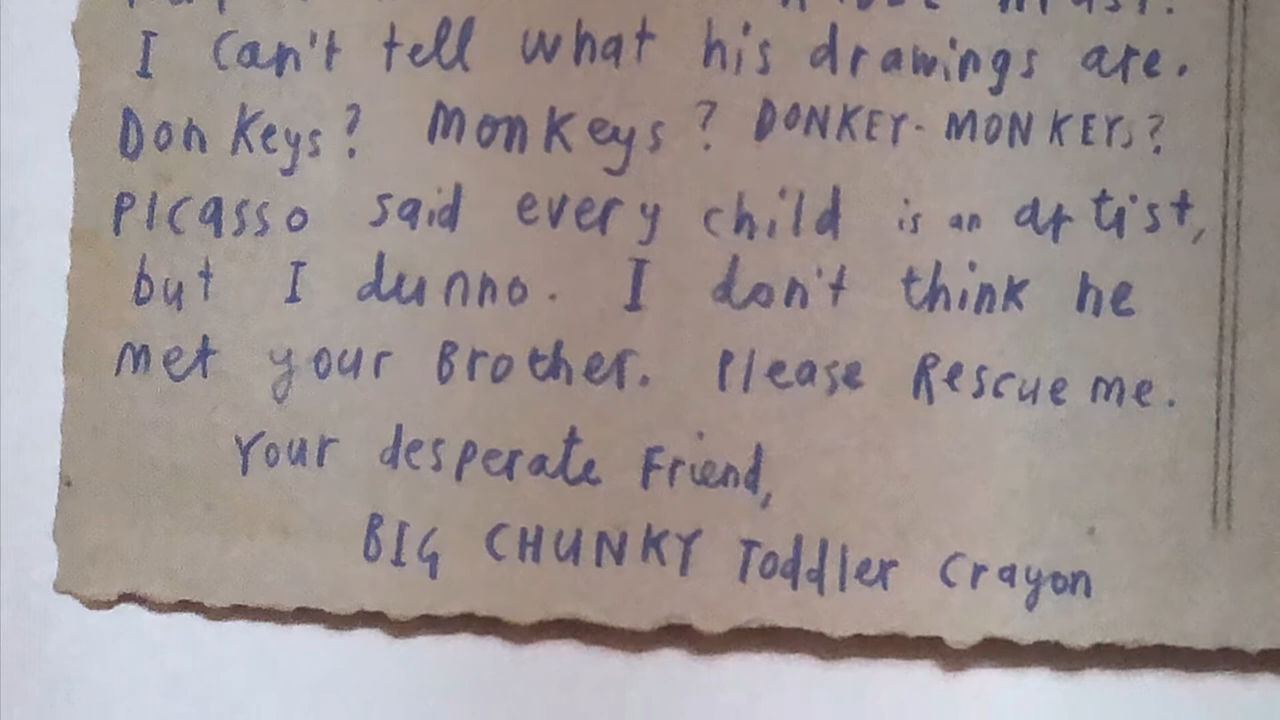 I can't tell what his drawings are.
Donkeys? Monkeys? DONKEY-MONKEYS?
Picasso said every child is an artist,
but I dunno. I don't think he
met your Brother. Please Rescue me.
Your desperate Friend,
BIG CHUNKY Toddler Crayon